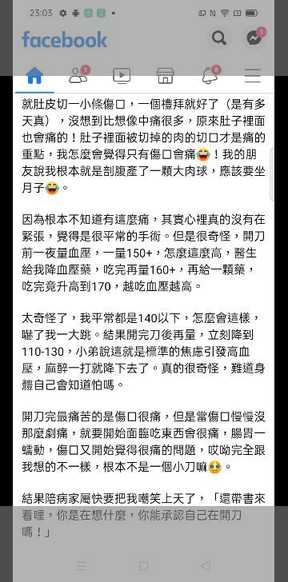 23:03
facebook
就肚皮切一小條傷口，一個禮拜就好了（是有多
天真），沒想到比想像中痛很多，原來肚子裡面
也會痛的！肚子裡面被切掉的肉的切口才是痛的
重點，我怎麼會覺得只有傷口會痛😂！我的朋
友說我根本就是剖腹產了一顆大肉球，應該要坐
月子😂。
因為根本不知道有這麼痛，其實心裡真的沒有在
緊張，覺得是很平常的手術。但是很奇怪，開刀
前一夜量血壓，一量150+，怎麼這麼高，醫生
給我降血壓藥，吃完再量160+，再給一顆藥，
吃完竟升高到170，越吃血壓越高。
太奇怪了，我平常都是140以下，怎麼會這樣，
嚇了我一大跳。結果開完刀後再量，立刻降到
110-130，小弟說這就是標準的焦慮引發高血
壓，麻醉一打就降下去了。真的很奇怪，難道身
體自己會知道怕嗎。
開刀完最痛苦的是傷口很痛，但是當傷口慢慢沒
那麼劇痛，就要開始面臨吃東西會很痛，腸胃一
蠕動，傷口又開始覺得很痛的問題，哎呦完全跟
我想的不一樣，根本不是一個小刀嘛🥲。
結果陪病家屬快要把我嘲笑上天了，「還帶書來
看哩，你是在想什麼，你能承認自己在開刀
嗎！」